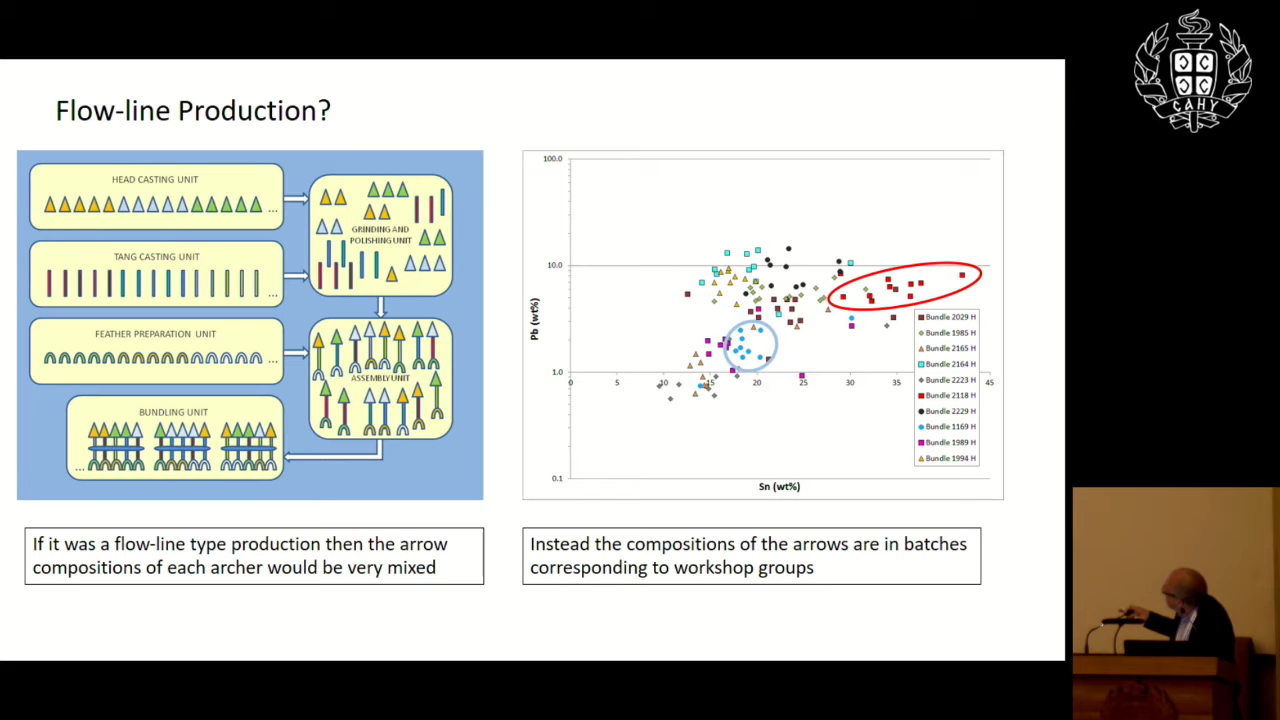 Flow-line Production?
HEAD CASTING UNIT
...
TANG CASTING UNIT
...
FEATHER PREPARATION UNIT
...
BUNDLING UNIT
...
GRINDING AND
POLISHING UNIT
ASSEMBLY UNIT
100.0
10.0
1.0
0.1
Pb (wt%)
0
5
10
15
20
25
30
35
40
45
Sn (wt%)
Bundle 2029 H
Bundle 1985 H
Bundle 2165 H
Bundle 2164 H
Bundle 2223 H
Bundle 2118 H
Bundle 2229 H
Bundle 1169 H
Bundle 1989 H
Bundle 1994 H
If it was a flow-line type production then the arrow
compositions of each archer would be very mixed
Instead the compositions of the arrows are in batches
corresponding to workshop groups
САНУ